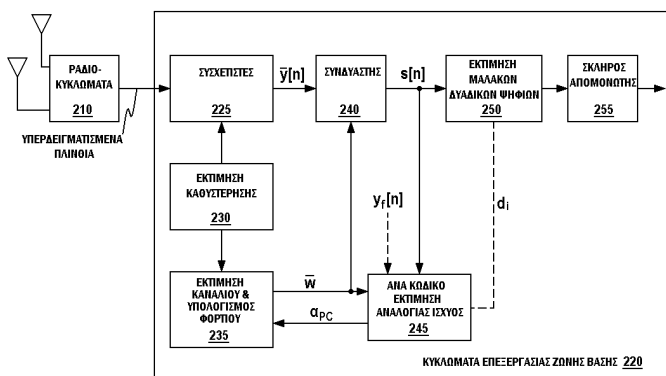 ΡΑΔΙΟ-
ΚΥΚΛΩΜΑΤΑ
210
ΥΠΕΡΔΕΙΓΜΑΤΙΣΜΕΝΑ
ΠΛΙΝΘΙΑ
ΣΥΣΧΕΤΙΣΤΕΣ
225
ȳ[n]
ΣΥΝΔΥΑΣΤΗΣ
240
s[n]
ΕΚΤΙΜΗΣΗ
ΜΑΛΑΚΩΝ
ΔΥΑΔΙΚΩΝ ΨΗΦΙΩΝ
250
ΣΚΛΗΡΟΣ
ΑΠΟΜΟΝΩΤΗΣ
255
ΕΚΤΙΜΗΣΗ
ΚΑΘΥΣΤΕΡΗΣΗΣ
230
y_f[n]
d_i
ΕΚΤΙΜΗΣΗ
ΚΑΝΑΛΙΟΥ &
ΥΠΟΛΟΓΙΣΜΟΣ
ΦΟΡΤΙΟΥ
235
w̄
α_PC
ΑΝΑ ΚΩΔΙΚΟ
ΕΚΤΙΜΗΣΗ
ΑΝΑΛΟΓΙΑΣ ΙΣΧΥΟΣ
245
ΚΥΚΛΩΜΑΤΑ ΕΠΕΞΕΡΓΑΣΙΑΣ ΖΩΝΗΣ ΒΑΣΗΣ 220